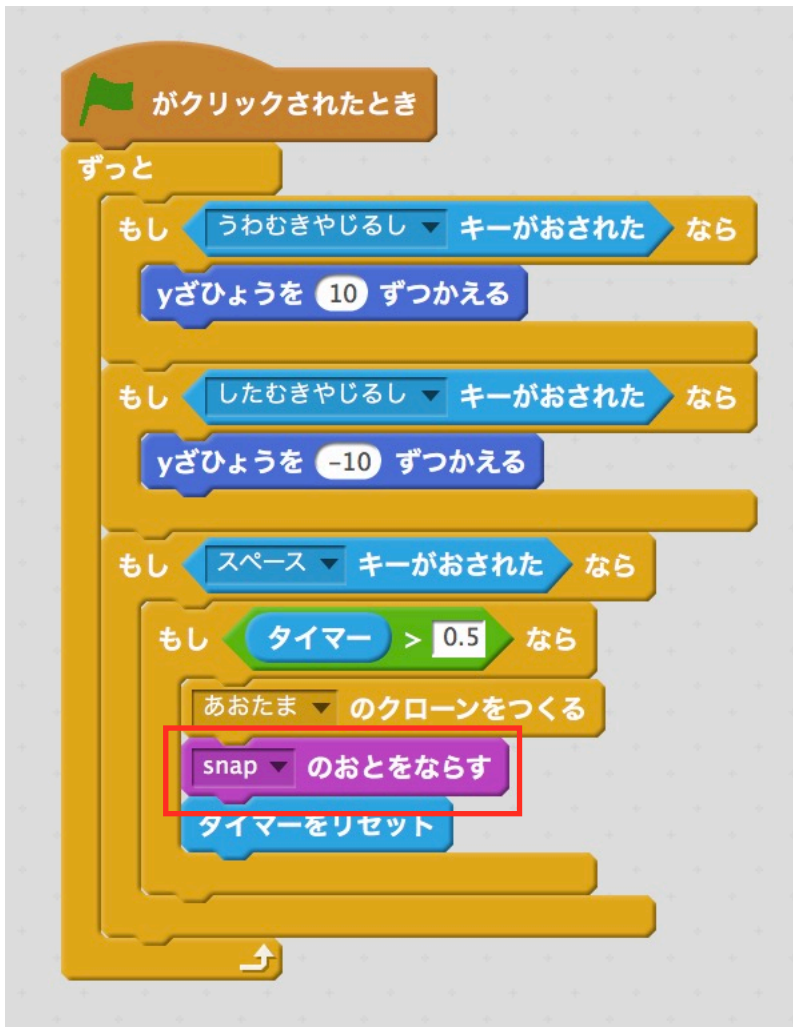 がクリックされたとき
ずっと
もし うわむきやじるし キーがおされた なら
yざひょうを 10 ずつかえる
もし したむきやじるし キーがおされた なら
yざひょうを -10 ずつかえる
もし スペース キーがおされた なら
もし タイマー > 0.5 なら
あおたま のクローンをつくる
snap のおとをならす
タイマーをリセット